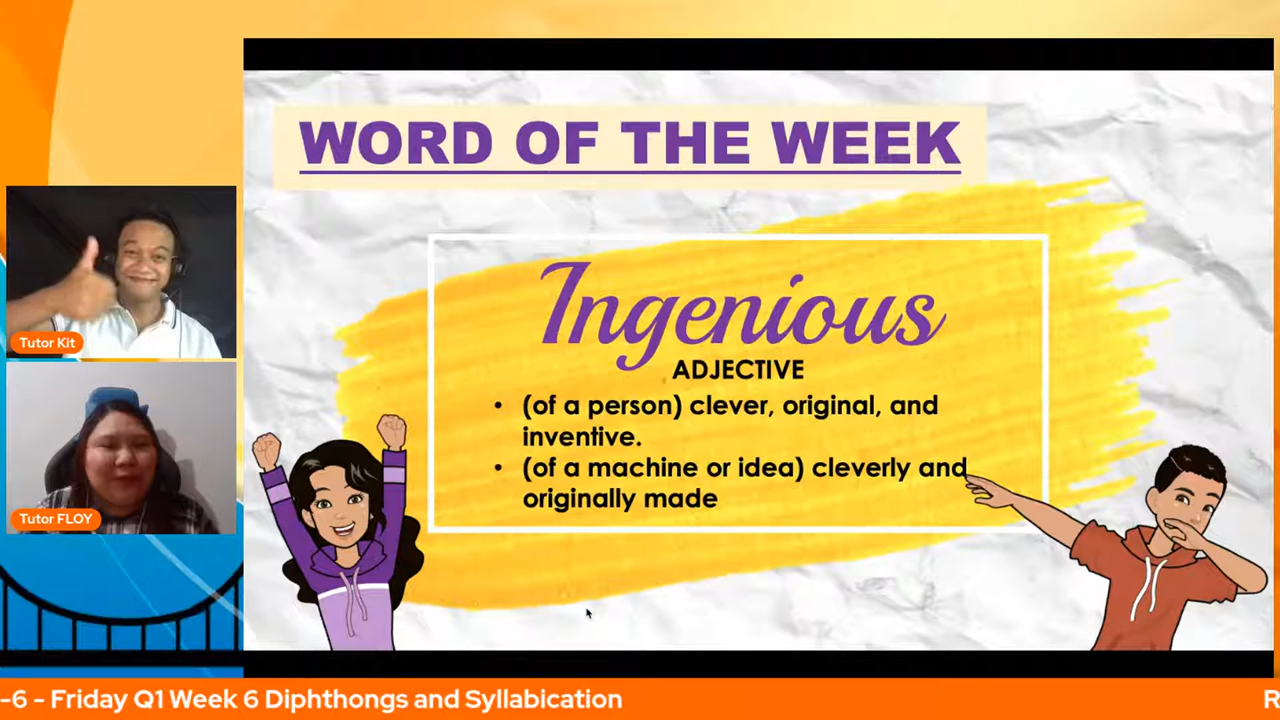 WORD OF THE WEEK
Ingenious
ADJECTIVE
• (of a person) clever, original, and
inventive.
• (of a machine or idea) cleverly and
originally made
Tutor Kit
Tutor FLOY
-6 - Friday Q1 Week 6 Diphthongs and Syllabication
R